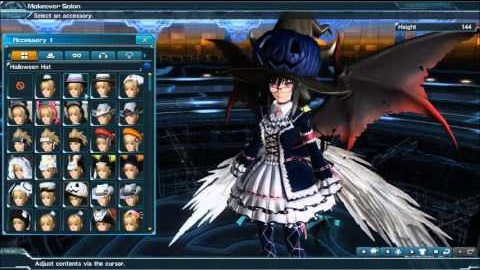 Makeover Salon
Select an accessory.
Height 144
Accessory 1
Halloween Hat
Adjust contents via the cursor.